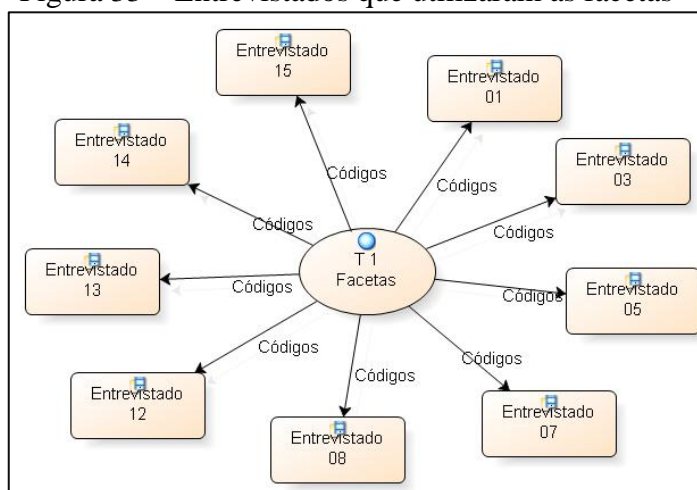 Figura 33 – Entrevistados que utilizaram as facetas
Entrevistado
15
Entrevistado
01
Entrevistado
14
Códigos
Códigos
Entrevistado
03
Códigos
Códigos
T 1
Facetas
Entrevistado
13
Códigos
Códigos
Entrevistado
05
Códigos
Códigos
Códigos
Entrevistado
12
Entrevistado
08
Entrevistado
07